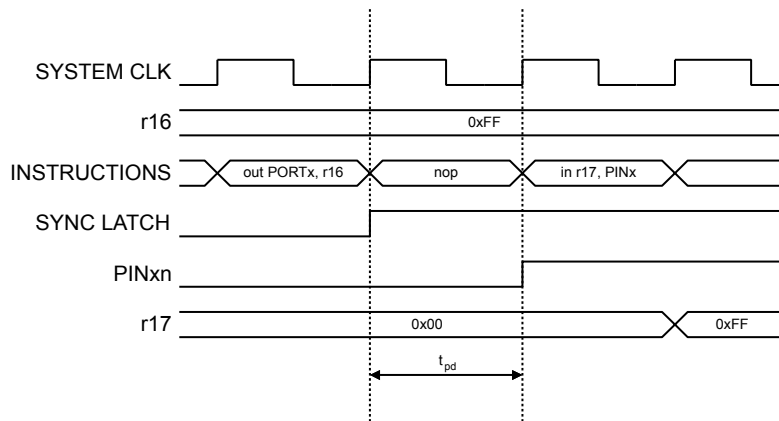 SYSTEM CLK
r16
0xFF
INSTRUCTIONS
out PORTx, r16
nop
in r17, PINx
SYNC LATCH
PINxn
r17
0x00
0xFF
tpd